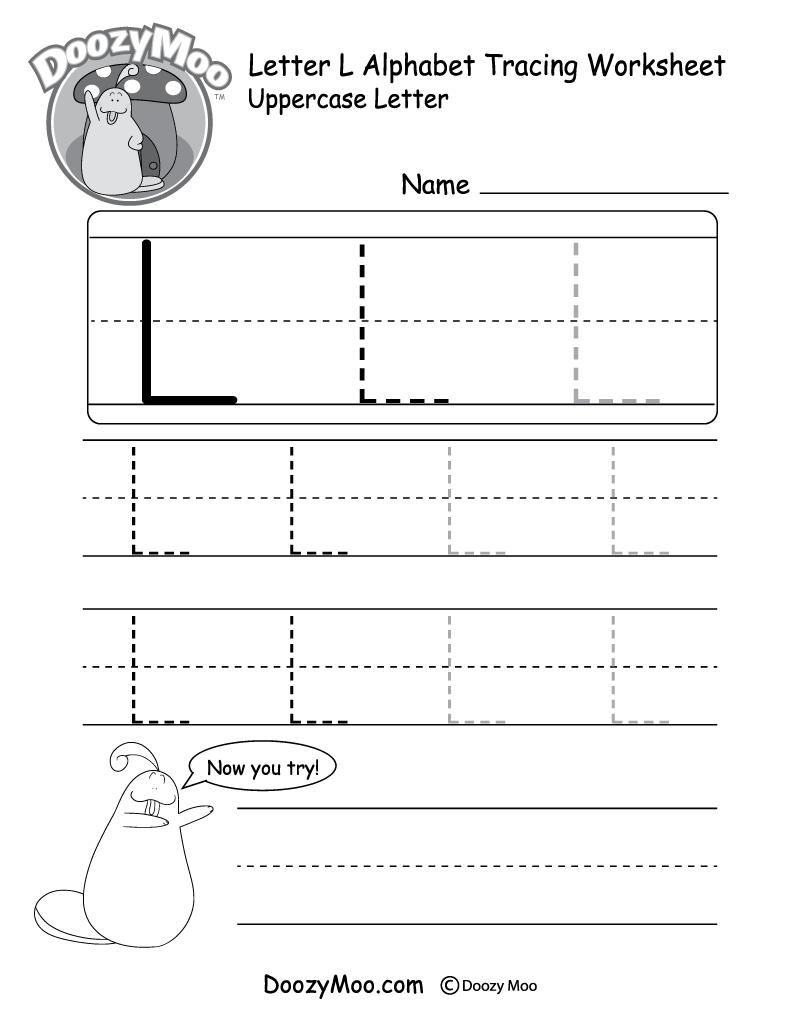 DoozyMoo
TM
Letter L Alphabet Tracing Worksheet
Uppercase Letter
Name
L L L
L L L L
L L L L
Now you try!
DoozyMoo.com © Doozy Moo